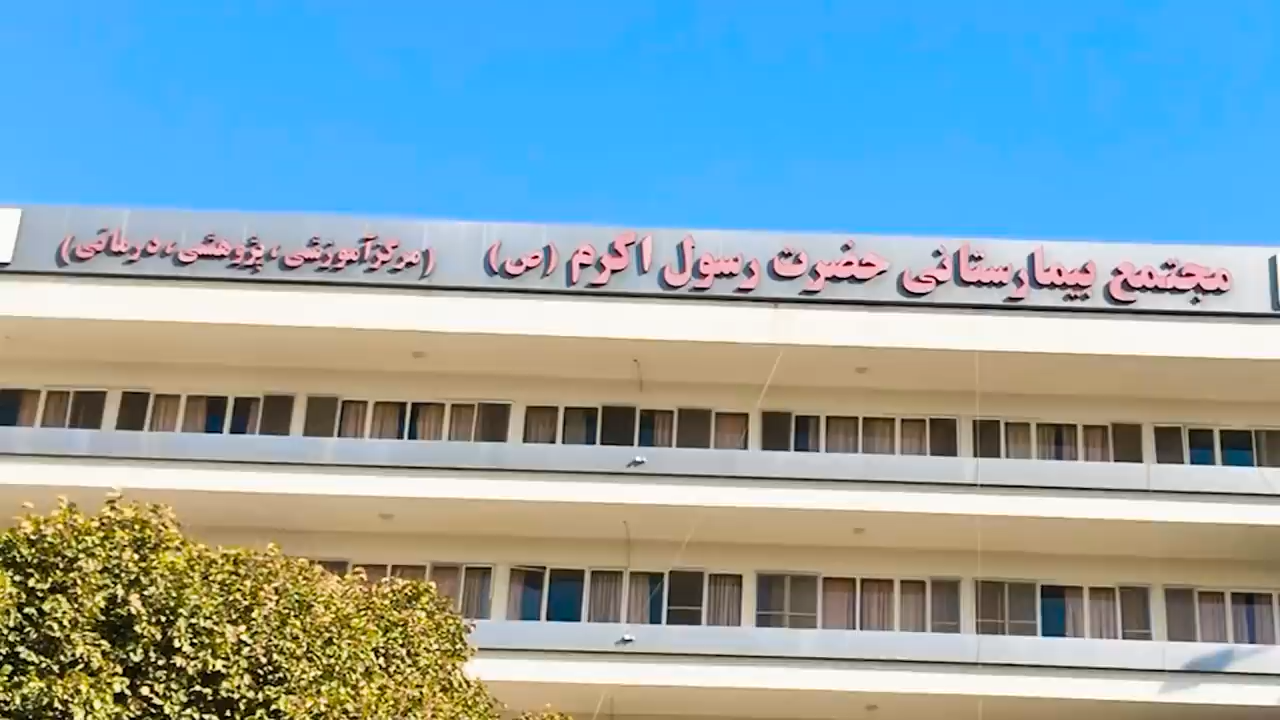 مجتمع بیمارستانی حضرت رسول اکرم (ص) (مرکز آموزشی، پژوهشی، درمانی)